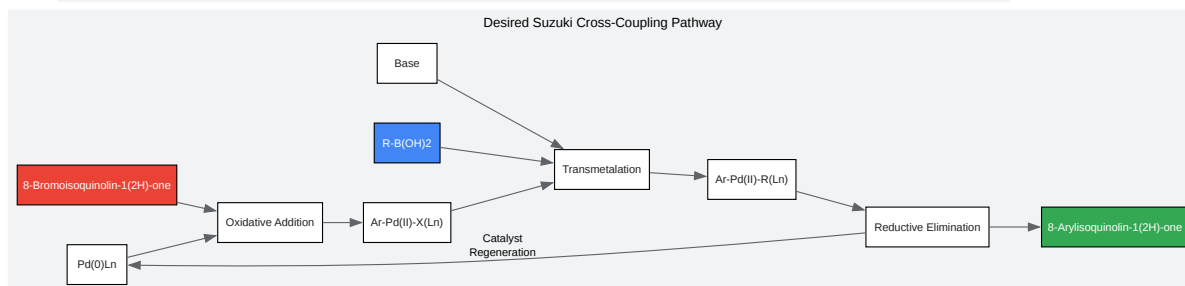 Desired Suzuki Cross-Coupling Pathway
Base
R-B(OH)2
8-Bromoisoquinolin-1(2H)-one
Transmetalation
Ar-Pd(II)-R(Ln)
Oxidative Addition
Ar-Pd(II)-X(Ln)
Reductive Elimination
8-Arylisoquinolin-1(2H)-one
Catalyst
Regeneration
Pd(0)Ln